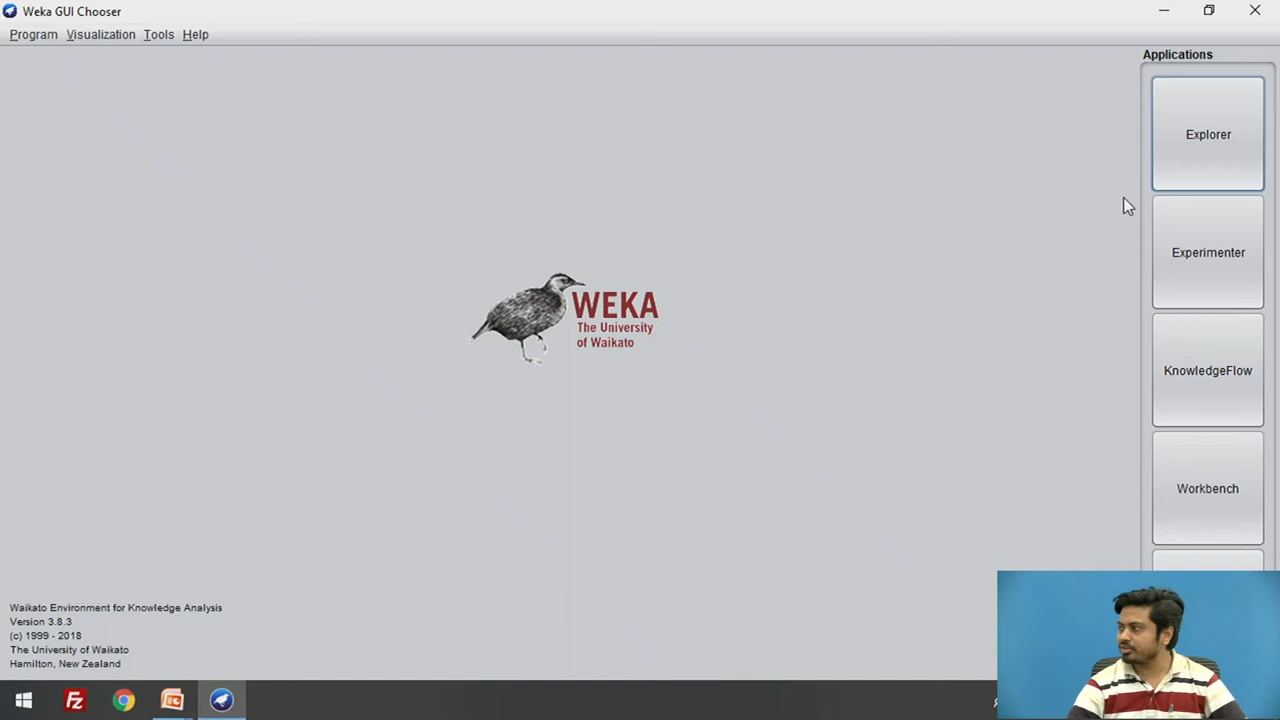 Weka GUI Chooser
Program Visualization Tools Help
Applications
Explorer
Experimenter
KnowledgeFlow
Workbench
WEKA
The University
of Waikato
Waikato Environment for Knowledge Analysis
Version 3.8.3
(c) 1999 - 2018
The University of Waikato
Hamilton, New Zealand
Fz